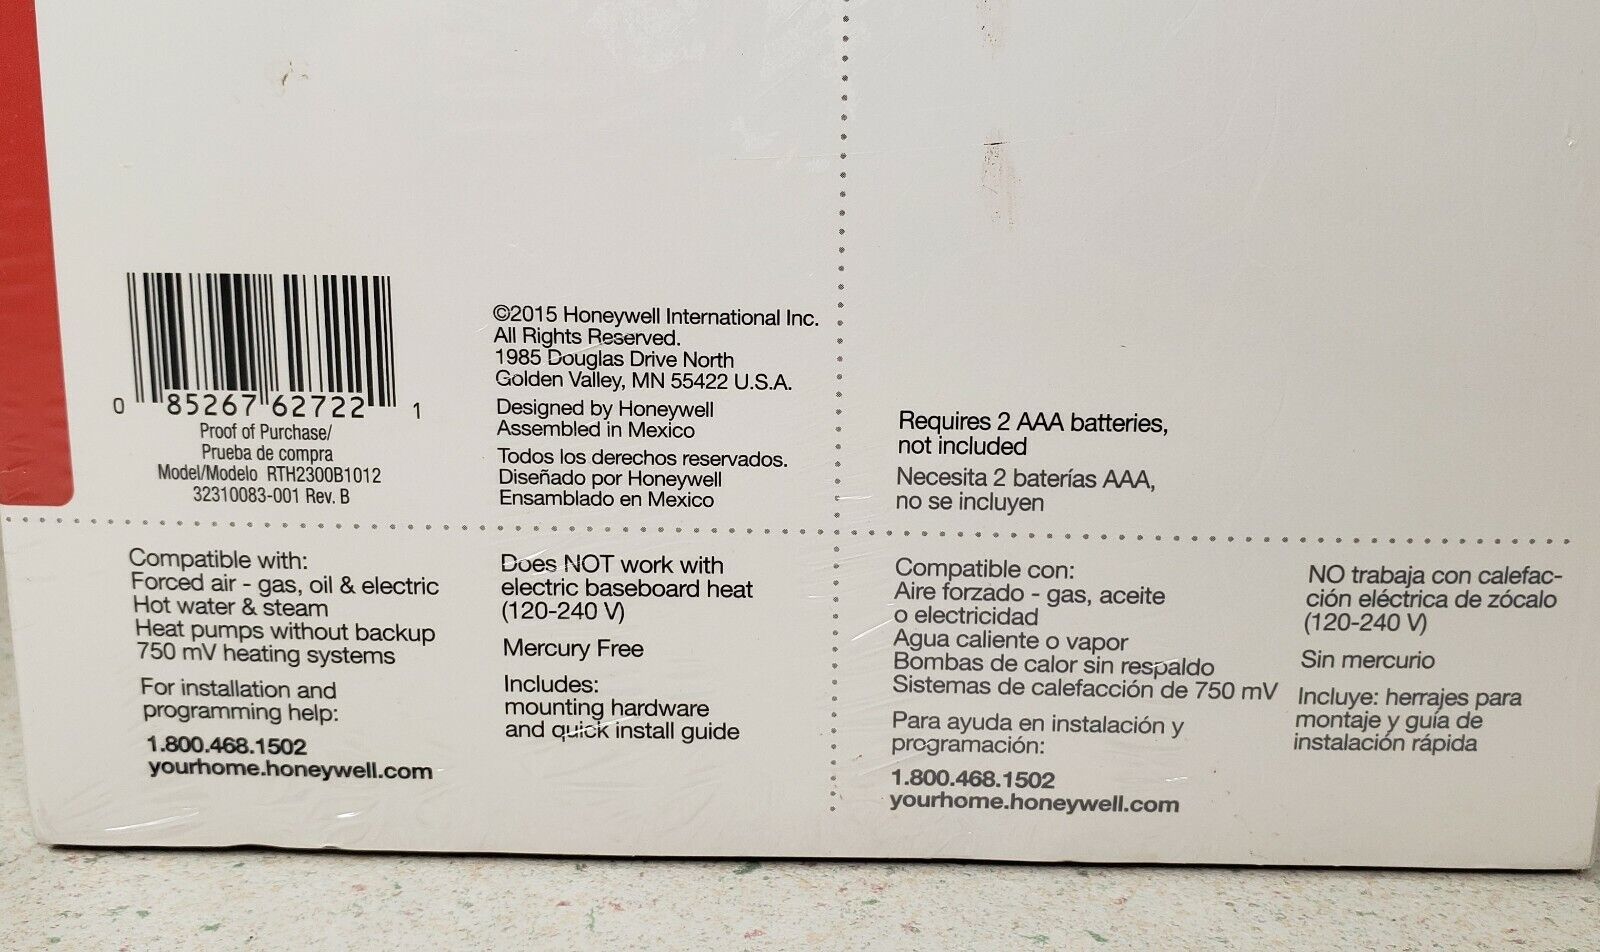 0 85267 62722 1
Proof of Purchase/
Prueba de compra
Model/Modelo RTH2300B1012
32310083-001 Rev. B
©2015 Honeywell International Inc.
All Rights Reserved.
1985 Douglas Drive North
Golden Valley, MN 55422 U.S.A.
Designed by Honeywell
Assembled in Mexico
Todos los derechos reservados.
Diseñado por Honeywell
Ensamblado en Mexico
Requires 2 AAA batteries,
not included
Necesita 2 baterías AAA,
no se incluyen
Compatible with:
Forced air - gas, oil & electric
Hot water & steam
Heat pumps without backup
750 mV heating systems
For installation and
programming help:
1.800.468.1502
yourhome.honeywell.com
Does NOT work with
electric baseboard heat
(120-240 V)
Mercury Free
Includes:
mounting hardware
and quick install guide
Compatible con:
Aire forzado - gas, aceite
o electricidad
Agua caliente o vapor
Bombas de calor sin respaldo
Sistemas de calefacción de 750 mV
Para ayuda en instalación y
programación:
1.800.468.1502
yourhome.honeywell.com
NO trabaja con calefac-
ción eléctrica de zócalo
(120-240 V)
Sin mercurio
Incluye: herrajes para
montaje y guía de
instalación rápida